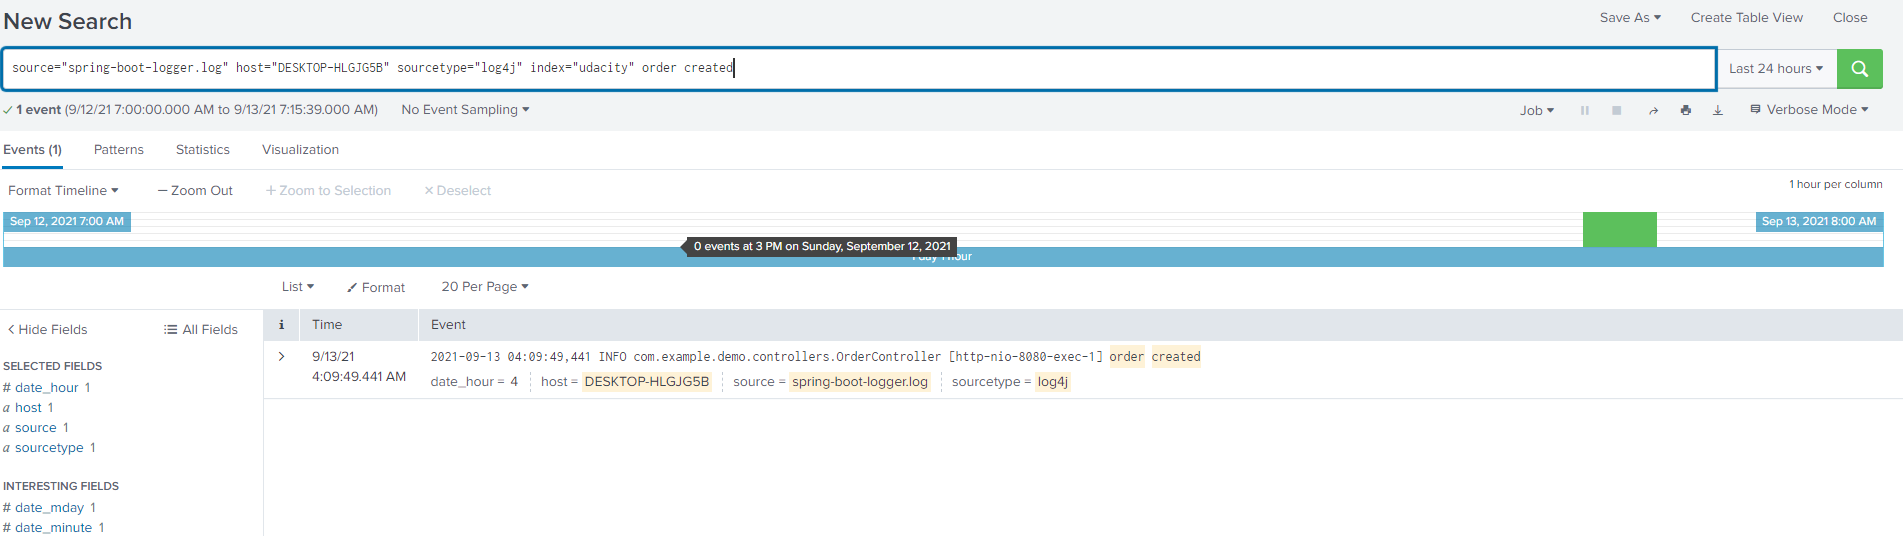 New Search
Save As Create Table View Close
source="spring-boot-logger.log" host="DESKTOP-HLGJG5B" sourcetype="log4j" index="udacity" order created
Last 24 hours
1 event (9/12/21 7:00:00.000 AM to 9/13/21 7:15:39.000 AM) No Event Sampling
Job Verbose Mode
Events (1) Patterns Statistics Visualization
Format Timeline — Zoom Out + Zoom to Selection × Deselect
1 hour per column
Sep 12, 2021 7:00 AM Sep 13, 2021 8:00 AM
0 events at 3 PM on Sunday, September 12, 2021
1 day 1 hour
List Format 20 Per Page
Hide Fields All Fields
i Time Event
SELECTED FIELDS
# date_hour 1
a host 1
a source 1
a sourcetype 1
INTERESTING FIELDS
# date_mday 1
# date_minute 1
9/13/21
4:09:49.441 AM
2021-09-13 04:09:49,441 INFO com.example.demo.controllers.OrderController [http-nio-8080-exec-1] order created
date_hour = 4 host = DESKTOP-HLGJG5B source = spring-boot-logger.log sourcetype = log4j